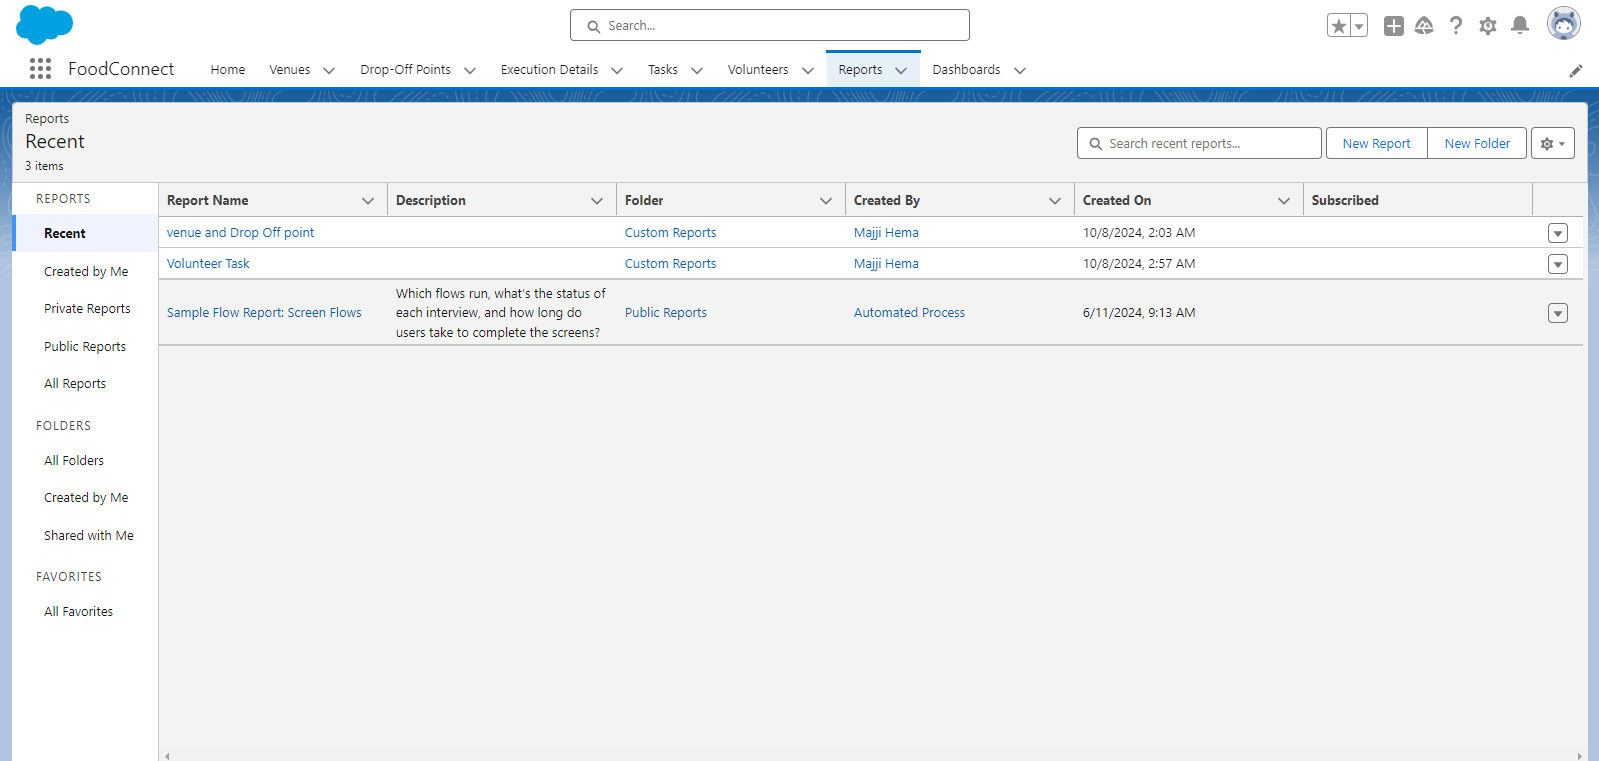 Search...
FoodConnect
Home
Venues
Drop-Off Points
Execution Details
Tasks
Volunteers
Reports
Dashboards
Reports
Recent
3 items
Search recent reports...
New Report
New Folder
REPORTS
Recent
Created by Me
Private Reports
Public Reports
All Reports
FOLDERS
All Folders
Created by Me
Shared with Me
FAVORITES
All Favorites
Report Name
Description
Folder
Created By
Created On
Subscribed
venue and Drop Off point
Custom Reports
Majji Hema
10/8/2024, 2:03 AM
Volunteer Task
Custom Reports
Majji Hema
10/8/2024, 2:57 AM
Sample Flow Report: Screen Flows
Which flows run, what's the status of
each interview, and how long do
users take to complete the screens?
Public Reports
Automated Process
6/11/2024, 9:13 AM